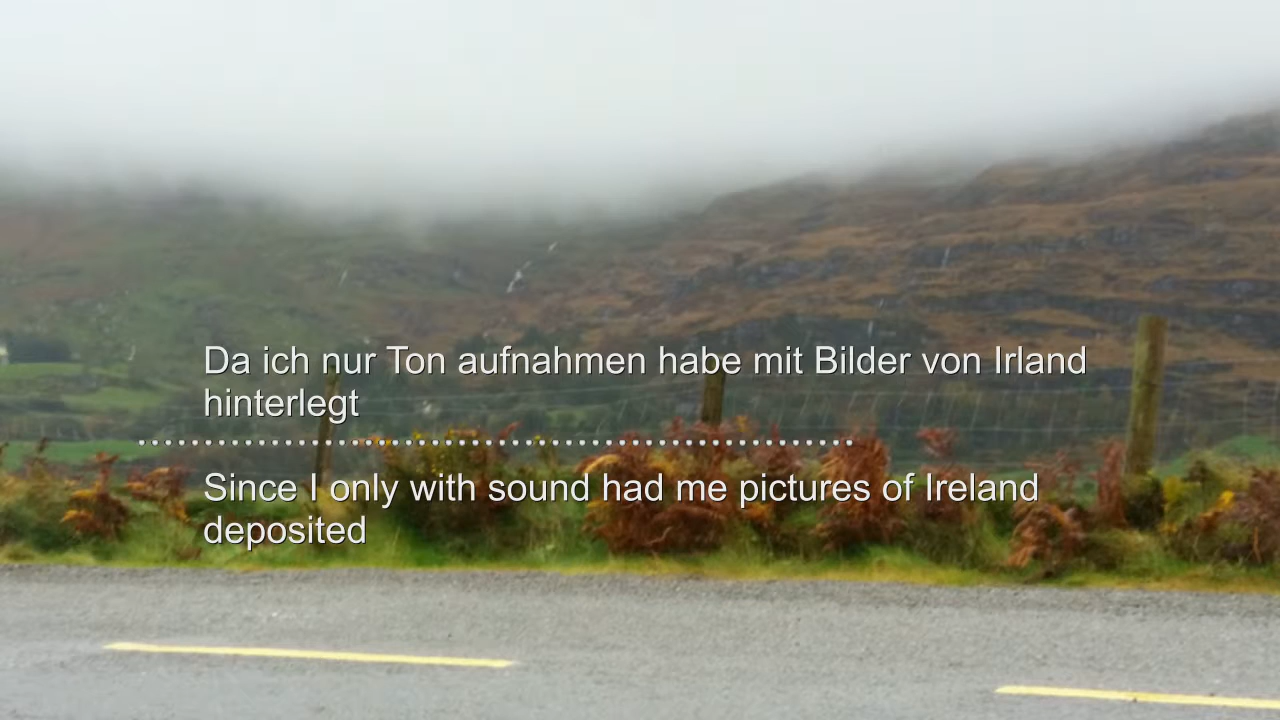 Da ich nur Ton aufnahmen habe mit Bilder von Irland
hinterlegt
Since I only with sound had me pictures of Ireland
deposited